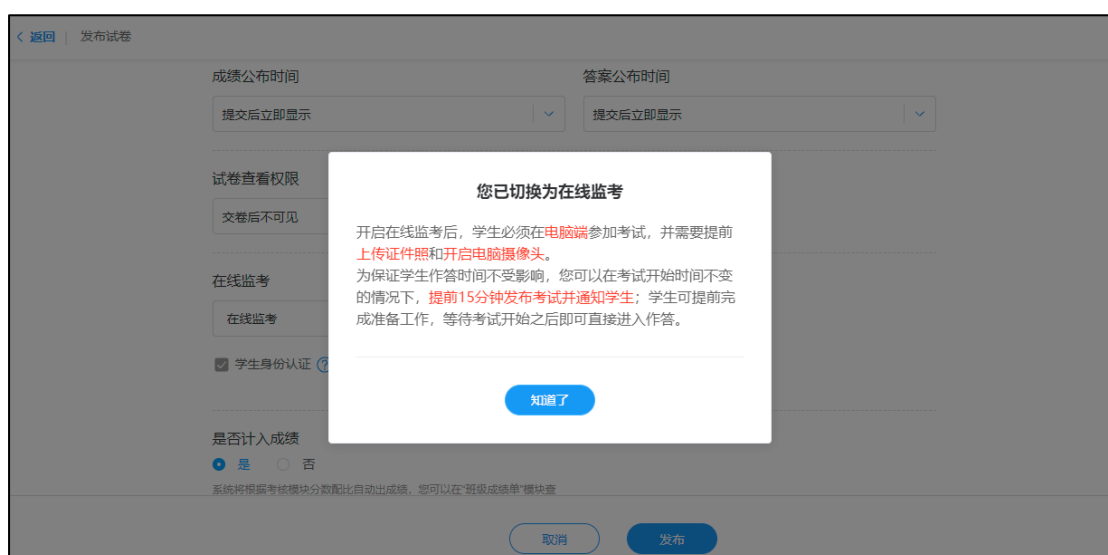 返回 | 发布试卷
成绩公布时间 答案公布时间
提交后立即显示 提交后立即显示
试卷查看权限
交卷后不可见
您已切换为在线监考
开启在线监考后，学生必须在电脑端参加考试，并需要提前
上传证件照和开启电脑摄像头。
为保证学生作答时间不受影响，您可以在考试开始时间不变
的情况下，提前15分钟发布考试并通知学生；学生可提前完
成准备工作，等待考试开始之后即可直接进入作答。
知道了
在线监考
在线监考
学生身份认证
是否计入成绩
是 否
系统将根据考核模块分数配比自动出成绩，您可以在“班级成绩单”模块查
取消 发布